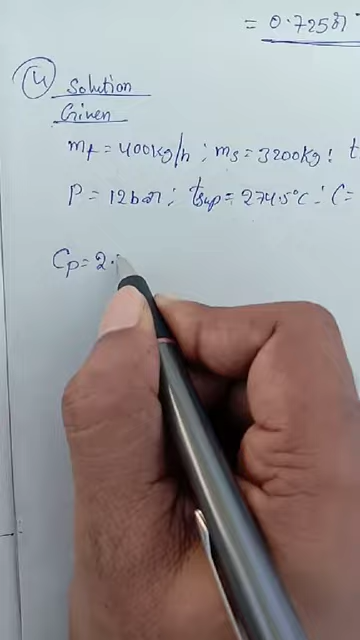 = 0.7258
4 Solution
Given
mf = 400kg/h ; ms = 3200kg ; t
P = 12bar ; tsup = 274.5°C ; C =
Cp = 2.